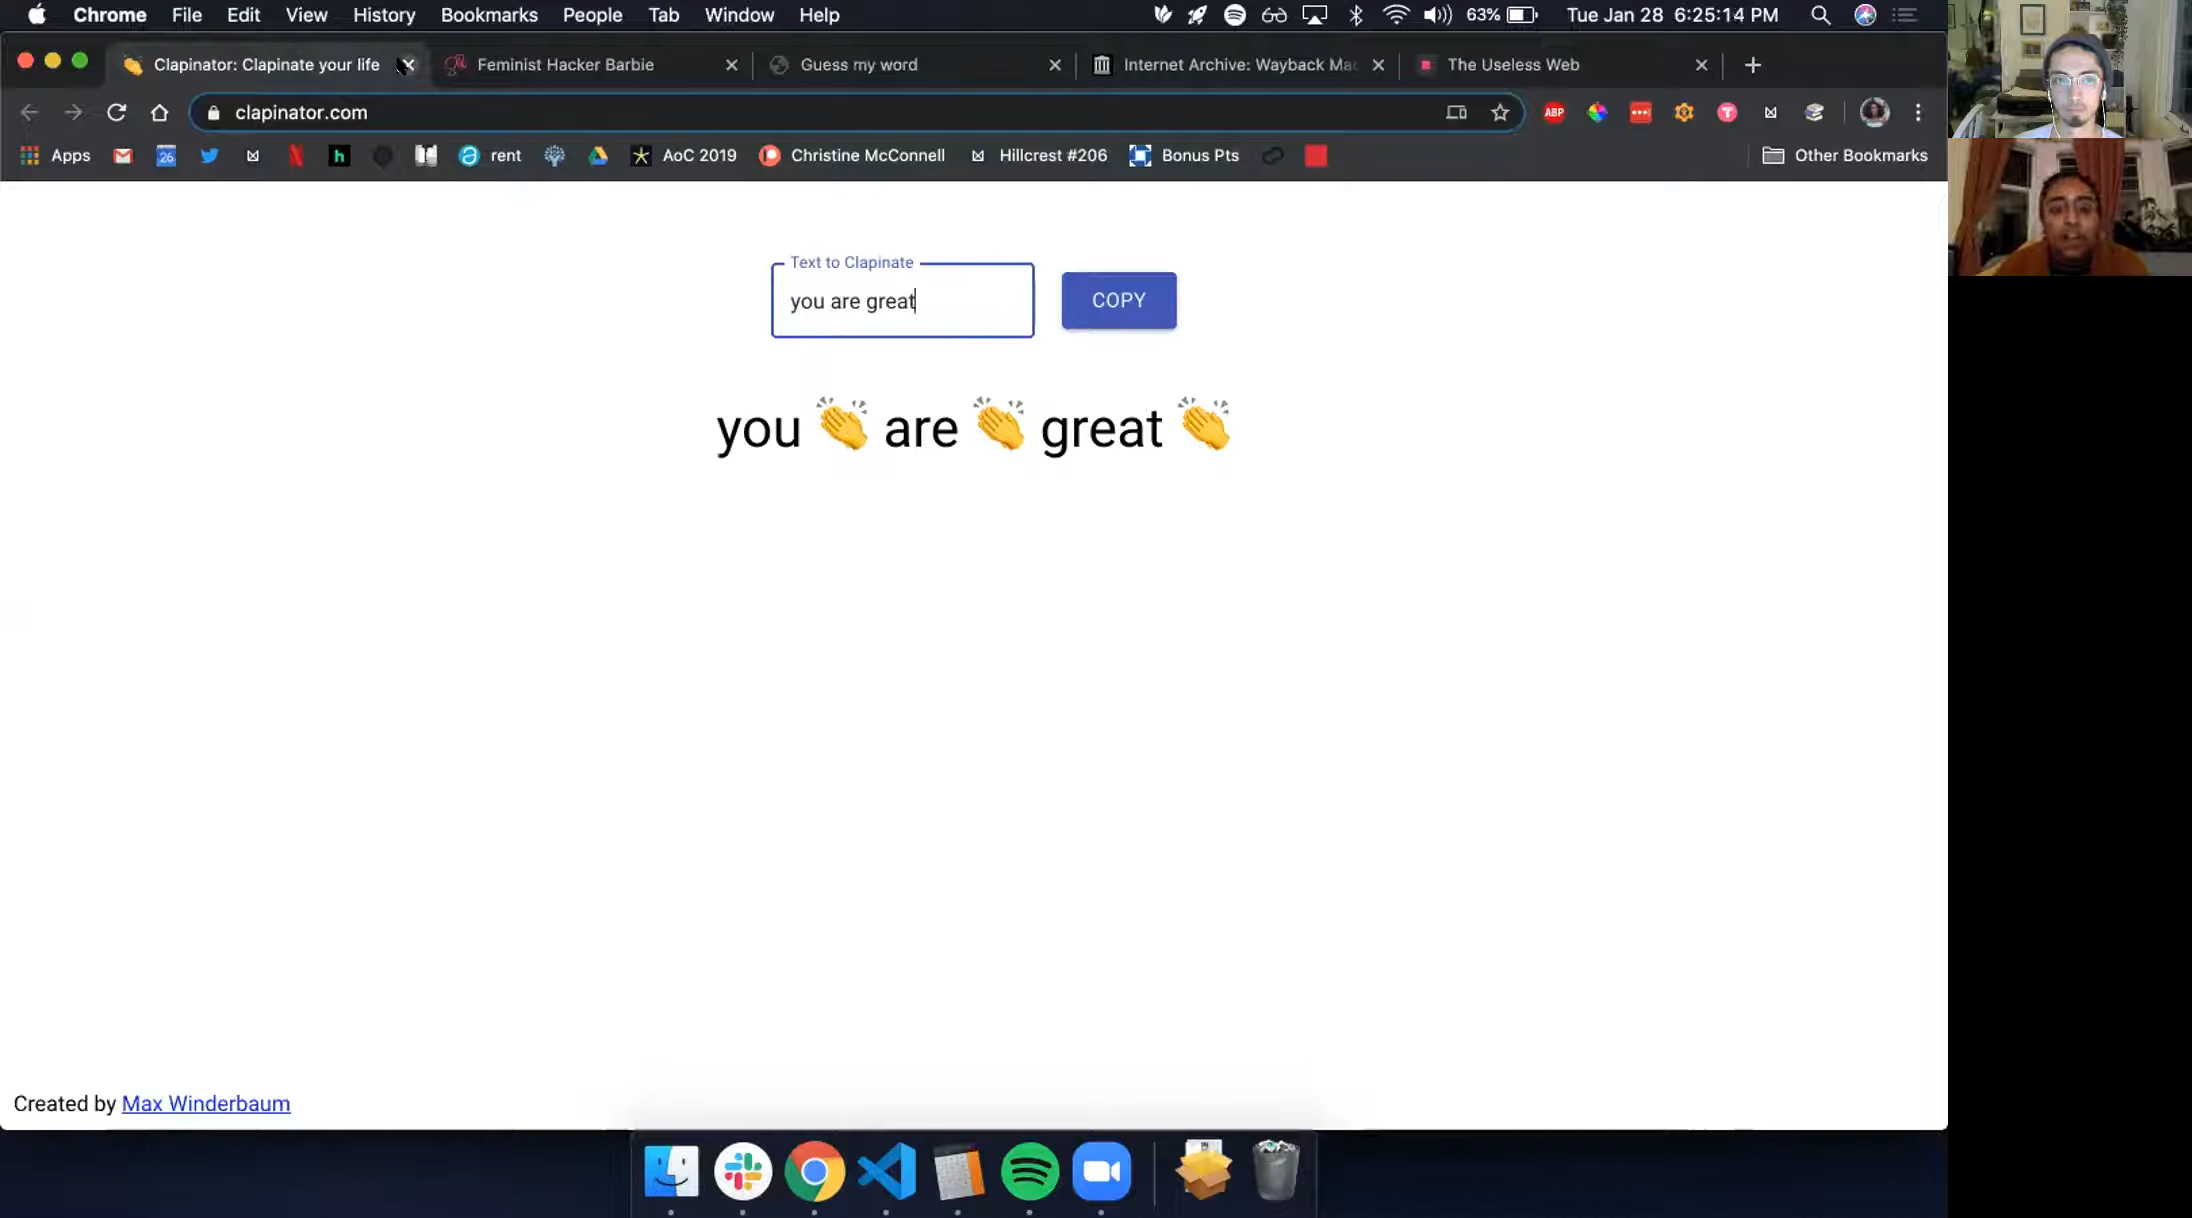 Chrome File Edit View History Bookmarks People Tab Window Help 63% Tue Jan 28 6:25:14 PM
Clapinator: Clapinate your life Feminist Hacker Barbie Guess my word Internet Archive: Wayback Mac The Useless Web
clapinator.com ABP
Apps 26 h rent AoC 2019 Christine McConnell Hillcrest #206 Bonus Pts Other Bookmarks
Text to Clapinate
you are great COPY
you 👏 are 👏 great 👏
Created by Max Winderbaum